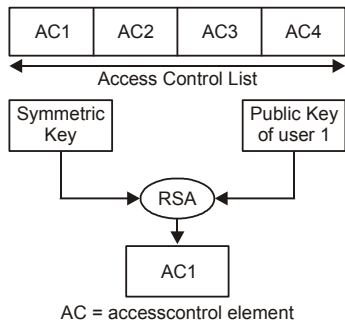 AC1 AC2 AC3 AC4
Access Control List
Symmetric Key
Public Key of user 1
RSA
AC1
AC = accesscontrol element